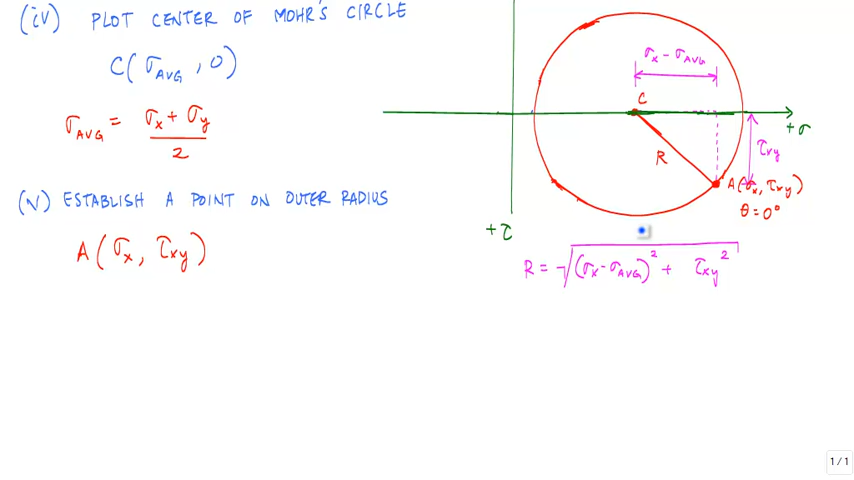 (iv) PLOT CENTER OF MOHR'S CIRCLE
C(σAVG, 0)
σAVG = σx + σy
2
(v) ESTABLISH A POINT ON OUTER RADIUS
A(σx, τxy)
σx - σAVG
C
+σ
τxy
R
A(σx, τxy)
θ = 0°
+τ
R = √(σx - σAVG)² + τxy²
1 / 1